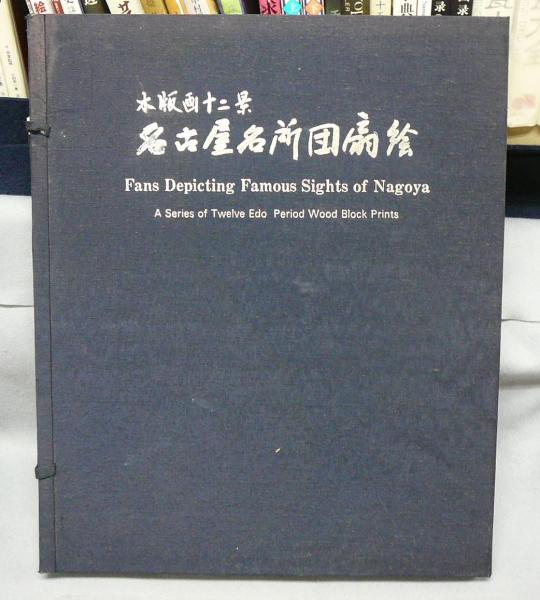 木版画十二景
名古屋名所団扇絵
Fans Depicting Famous Sights of Nagoya
A Series of Twelve Edo Period Wood Block Prints